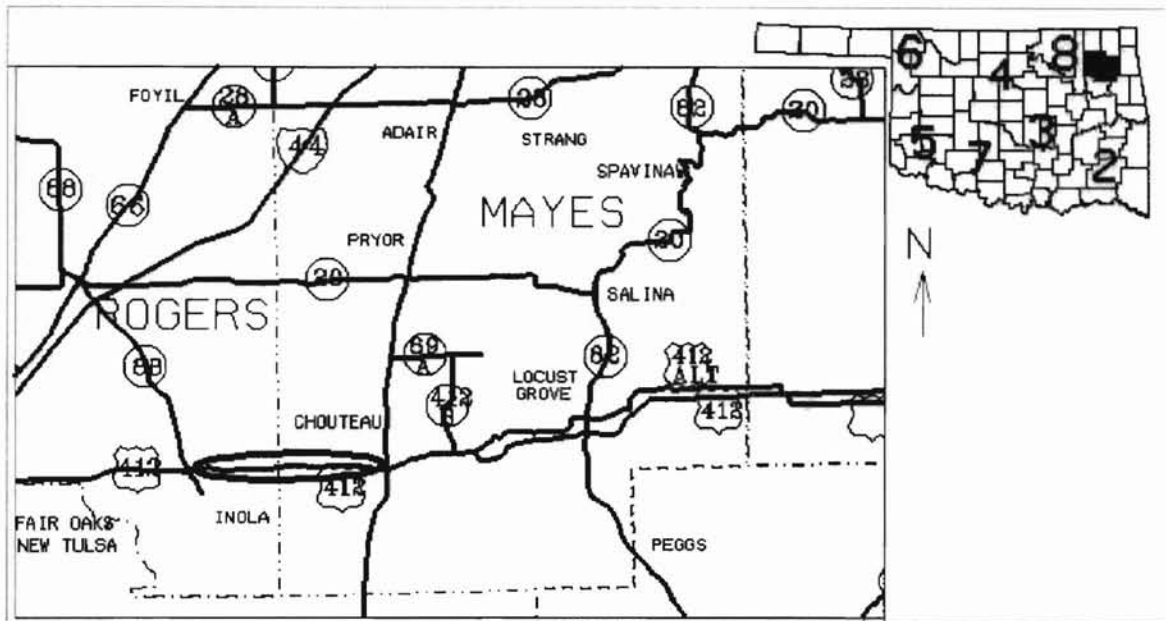 6
8
4
3
5
7
2
N
FOYIL
28
A
ADAIR
28
STRANG
82
20
28
88
66
44
SPAVINAW
MAYES
PRYOR
20
20
SALINA
ROGERS
88
69
A
82
412
ALT
LOCUST
GROVE
412
B
412
CHOUTEAU
412
412
INOLA
FAIR OAKS
NEW TULSA
PEGGS